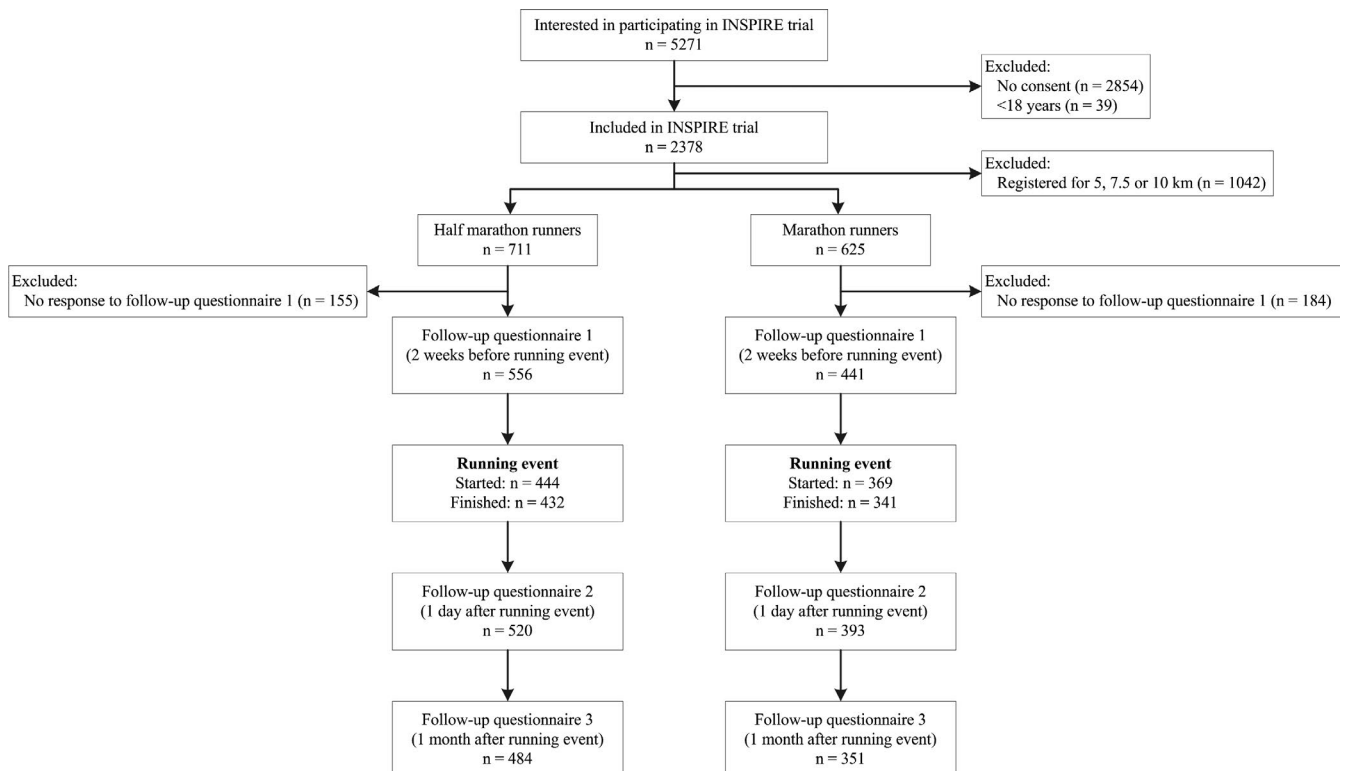 Interested in participating in INSPIRE trial
n = 5271
Excluded:
No consent (n = 2854)
<18 years (n = 39)
Included in INSPIRE trial
n = 2378
Excluded:
Registered for 5, 7.5 or 10 km (n = 1042)
Half marathon runners
n = 711
Marathon runners
n = 625
Excluded:
No response to follow-up questionnaire 1 (n = 155)
Excluded:
No response to follow-up questionnaire 1 (n = 184)
Follow-up questionnaire 1
(2 weeks before running event)
n = 556
Follow-up questionnaire 1
(2 weeks before running event)
n = 441
Running event
Started: n = 444
Finished: n = 432
Running event
Started: n = 369
Finished: n = 341
Follow-up questionnaire 2
(1 day after running event)
n = 520
Follow-up questionnaire 2
(1 day after running event)
n = 393
Follow-up questionnaire 3
(1 month after running event)
n = 484
Follow-up questionnaire 3
(1 month after running event)
n = 351